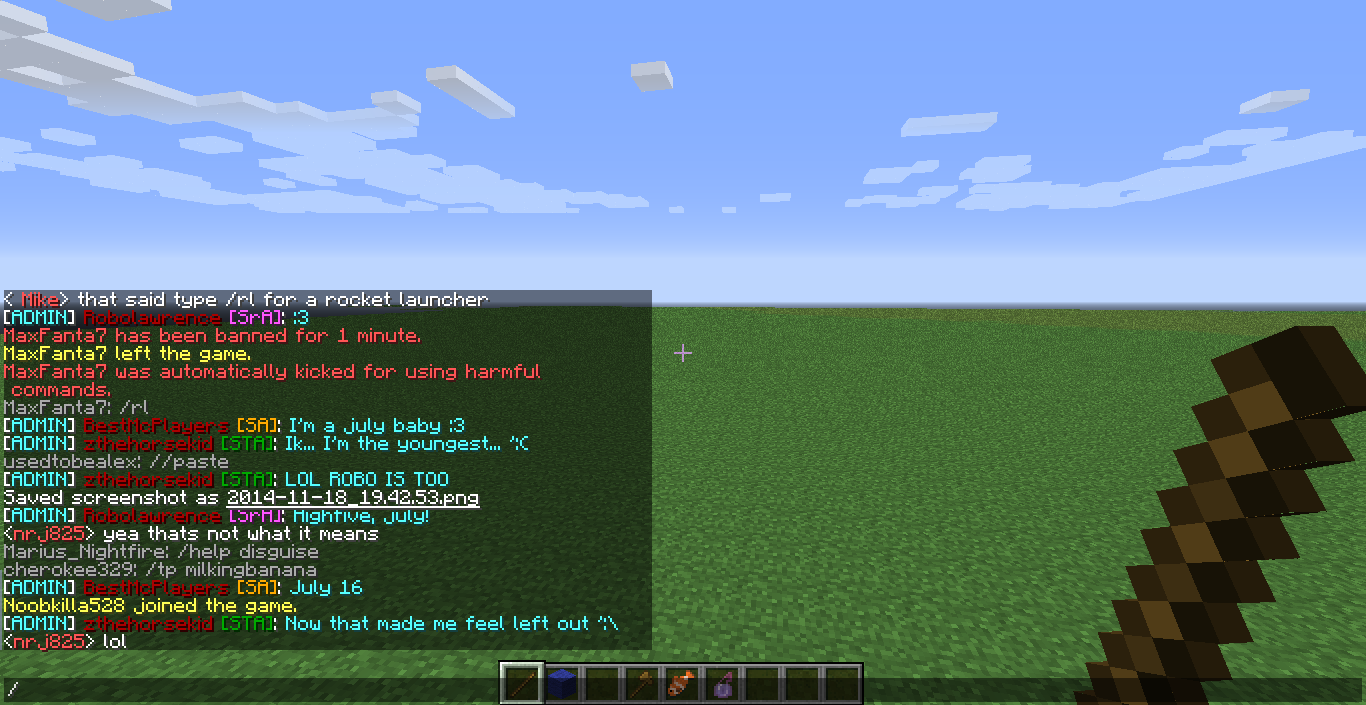 < Mike> that said type /rl for a rocket launcher
[ADMIN] Robolawrence [SrA]: :3
MaxFanta7 has been banned for 1 minute.
MaxFanta7 left the game.
MaxFanta7 was automatically kicked for using harmful
commands.
MaxFanta7: /rl
[ADMIN] BestMcPlayers [SA]: I'm a july baby :3
[ADMIN] zthehorsekid [STA]: Ik... I'm the youngest... ":(
usedtobealex: //paste
[ADMIN] zthehorsekid [STA]: LOL ROBO IS TOO
Saved screenshot as 2014-11-18_19.42.53.png
[ADMIN] Robolawrence [SrA]: Highfive, july!
<nrj825> yea thats not what it means
Marius_Nightfire: /help disguise
cherokee329: /tp milkingbanana
[ADMIN] BestMcPlayers [SA]: July 16
Noobkilla528 joined the game.
[ADMIN] zthehorsekid [STA]: Now that made me feel left out ":\
<nrj825> lol
/